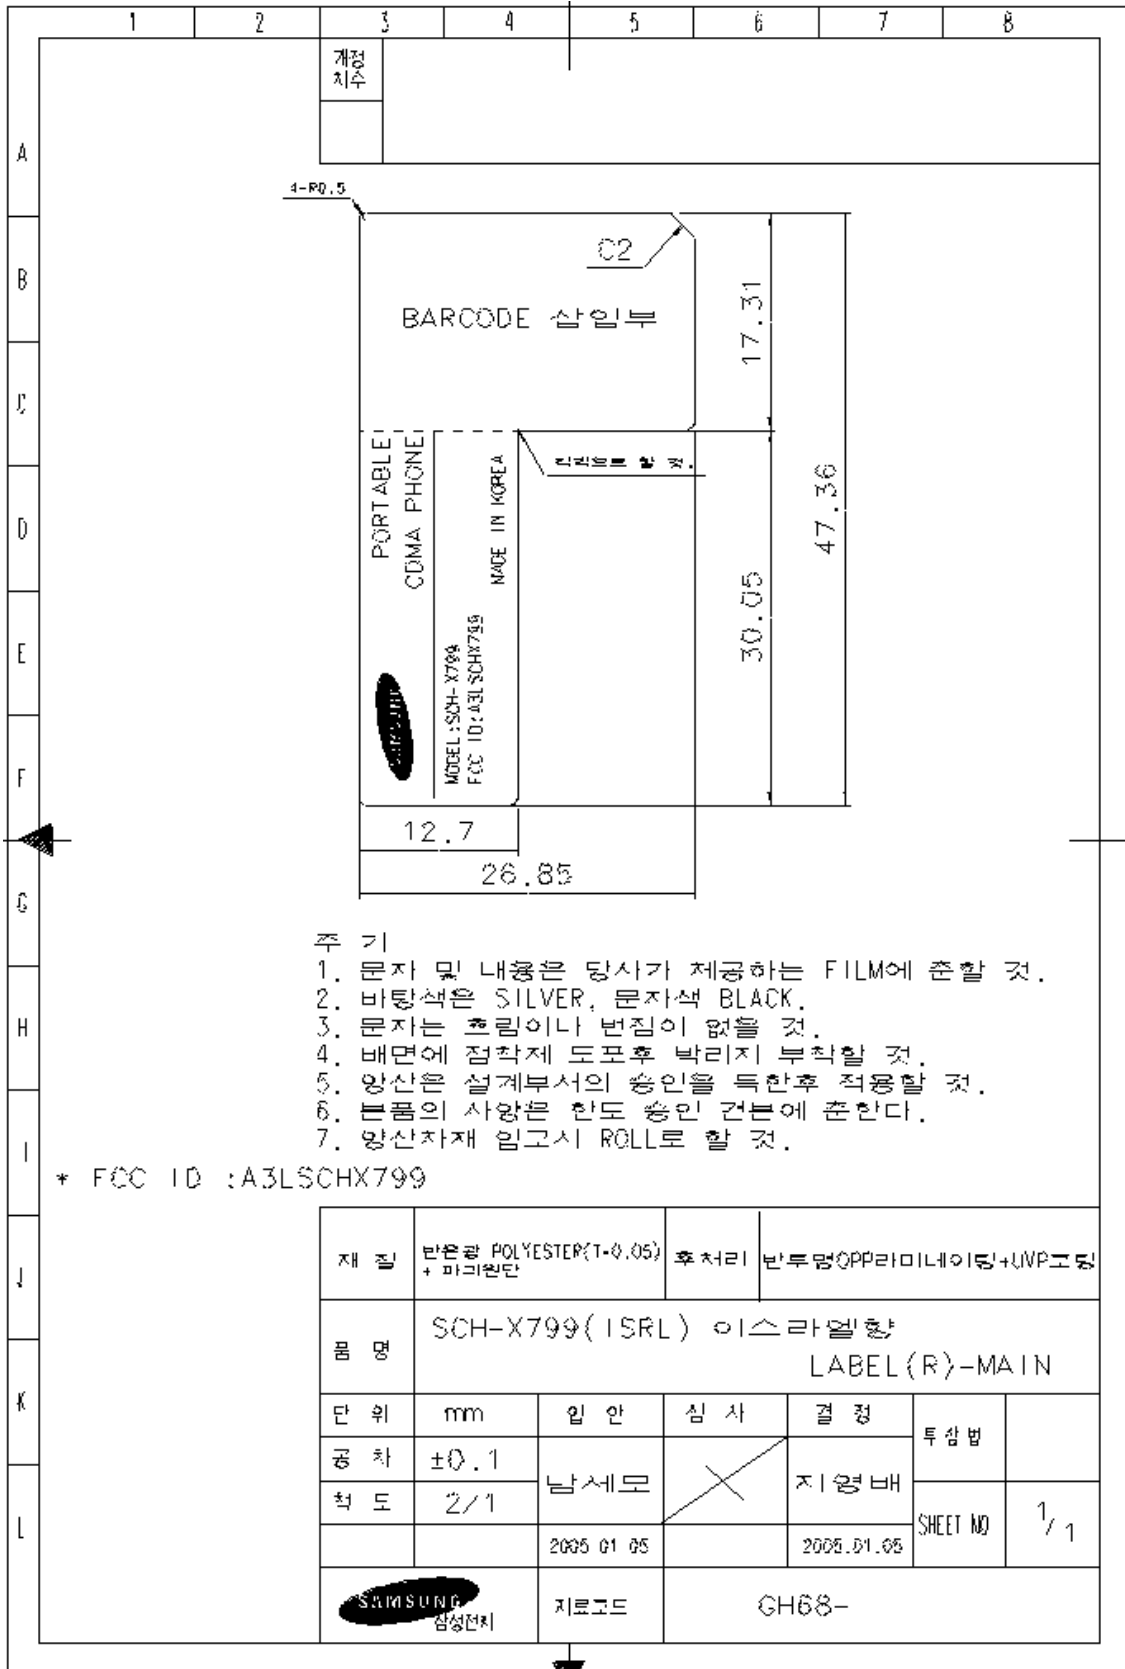 1 2 3 4 5 6 7 8
개정
치수
A
B
C
D
E
F
G
H
I
J
K
L
4-R0.5
C2
BARCODE 삽입부
17.31
47.36
30.05
직각으로 할 것.
PORTABLE
CDMA PHONE
MADE IN KOREA
MODEL:SCH-X799
FCC ID:A3LSCHX799
SAMSUNG
12.7
26.85
주 기
1. 문자 및 내용은 당사가 제공하는 FILM에 준할 것.
2. 바탕색은 SILVER, 문자색 BLACK.
3. 문자는 흐림이나 번짐이 없을 것.
4. 배면에 점착제 도포후 박리지 부착할 것.
5. 양산은 설계부서의 승인을 득한후 적용할 것.
6. 본품의 사양은 한도 승인 견본에 준한다.
7. 양산자재 입고시 ROLL로 할 것.
* FCC ID :A3LSCHX799
재 질 반은광 POLYESTER(T-0.05)
+ 파괴원단
후처리 반투명OPP라미네이팅+UVP코팅
품 명 SCH-X799(ISRL) 이스라엘향
LABEL(R)-MAIN
단 위 mm 입 안 심 사 결 정 투상법
공 차 ±0.1 남세모 지영배
척 도 2/1 SHEET NO 1/1
2005 01 05 2005.01.05
SAMSUNG
삼성전자 자료코드 GH68-